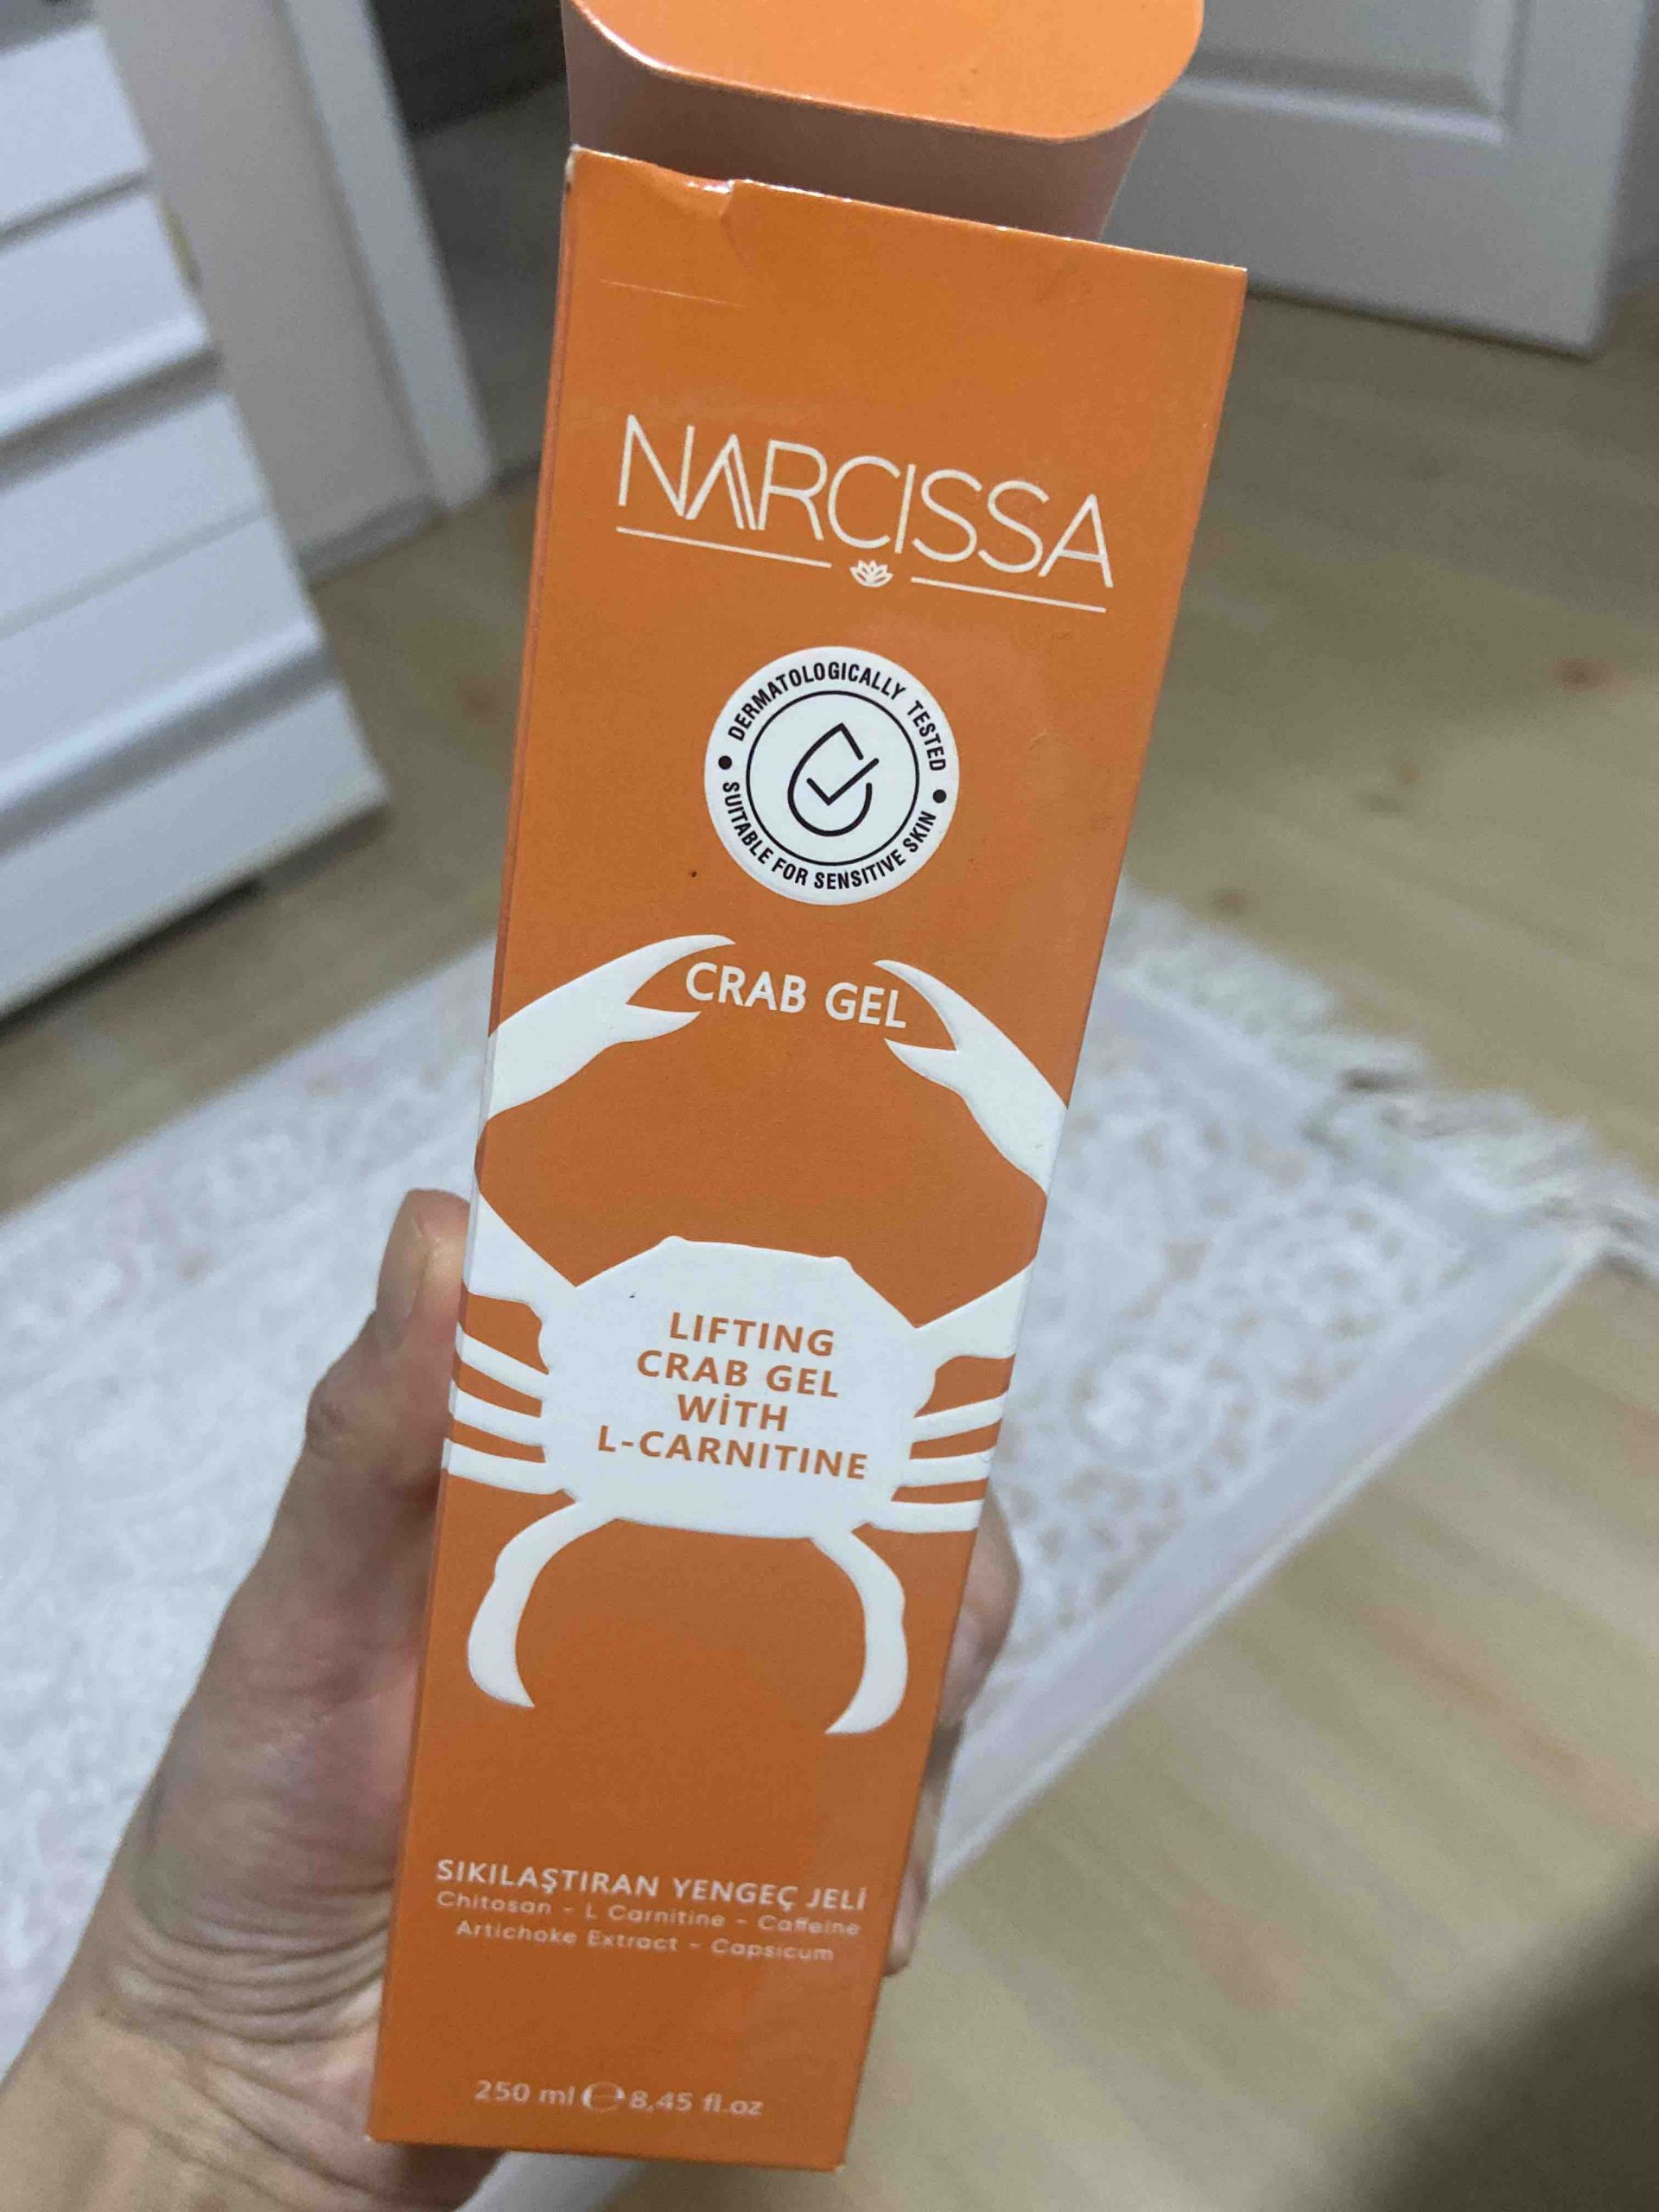 NARCISSA
DERMATOLOGICALLY TESTED
SUITABLE FOR SENSITIVE SKIN
CRAB GEL
LIFTING
CRAB GEL
WİTH
L-CARNITINE
SIKILAŞTIRAN YENGEÇ JELİ
Chitosan - L Carnitine - Caffeine
Artichoke Extract - Capsicum
250 ml ℮ 8,45 fl.oz